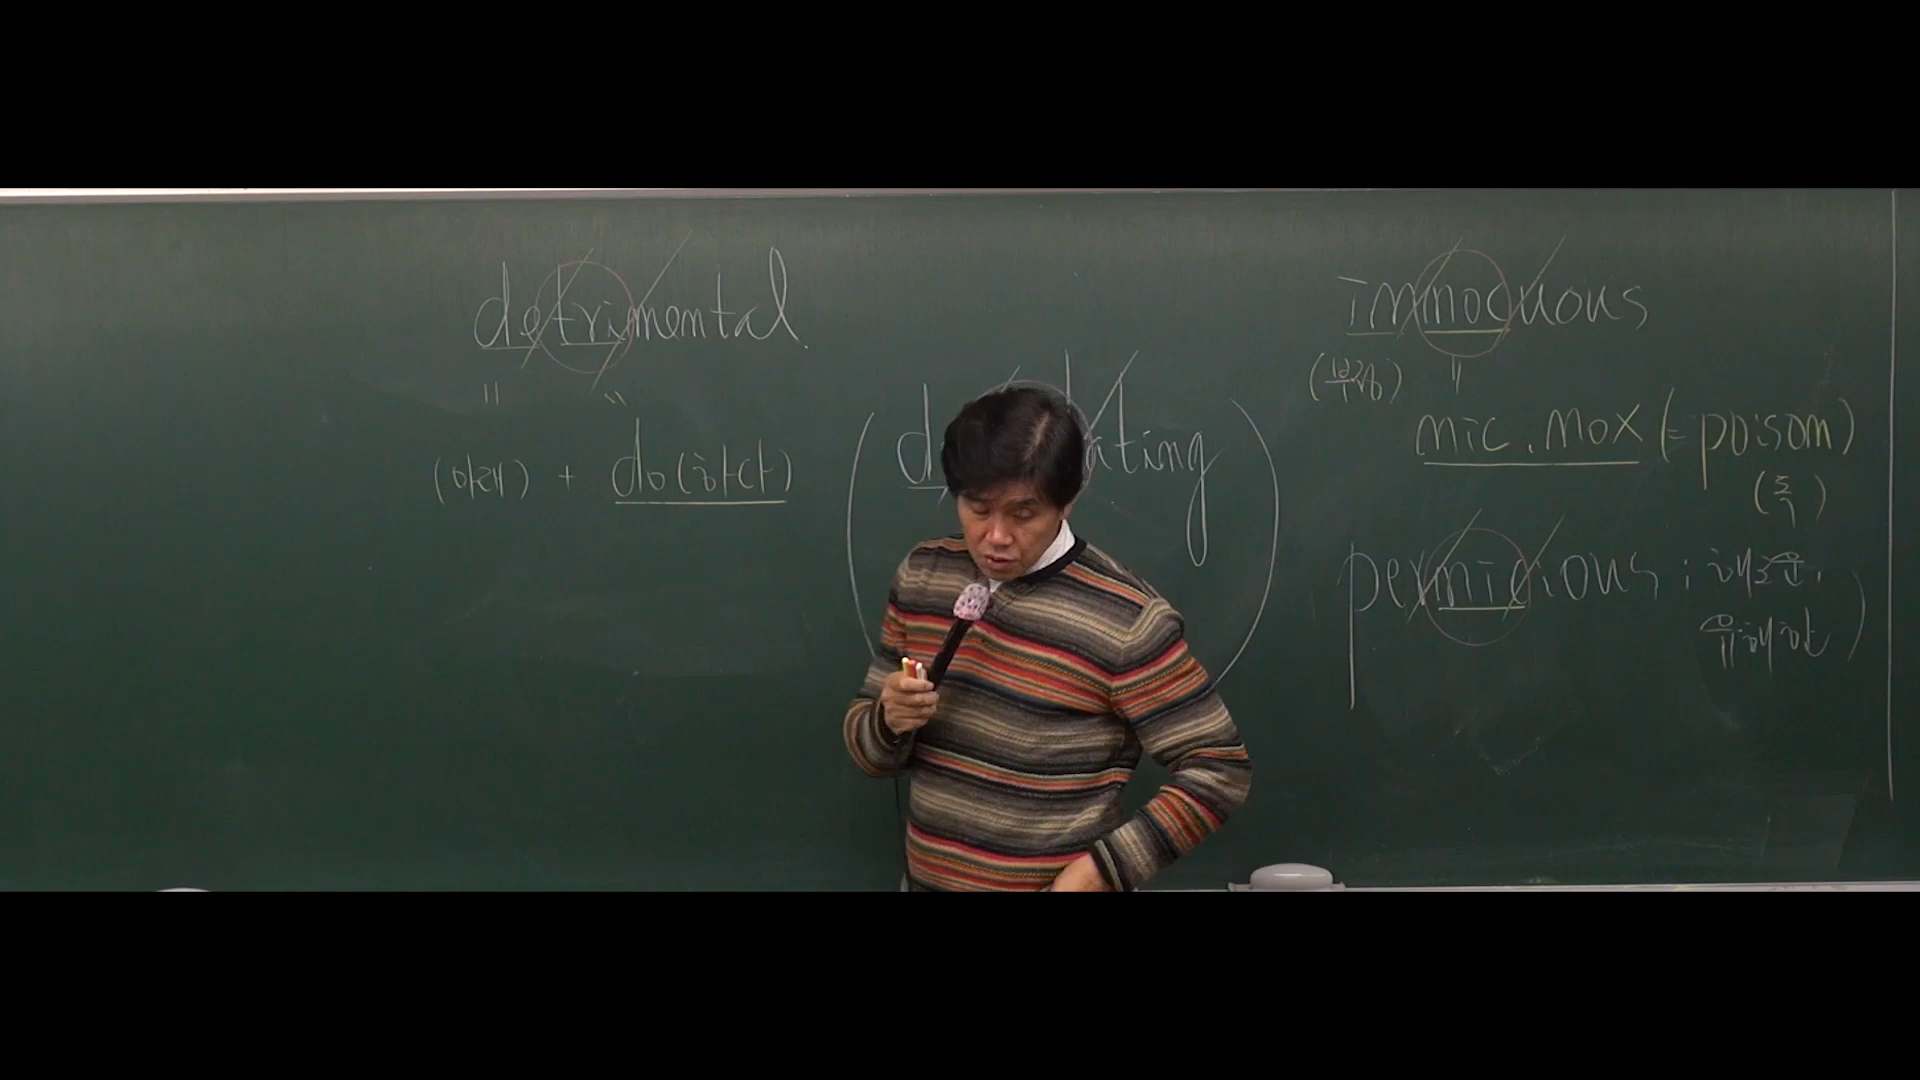 detrimental.
(아래) + do(하다)
ating
innocuous
(부정)
nic, nox (= poison)
(독)
pernicious : 해로운,
유해한)